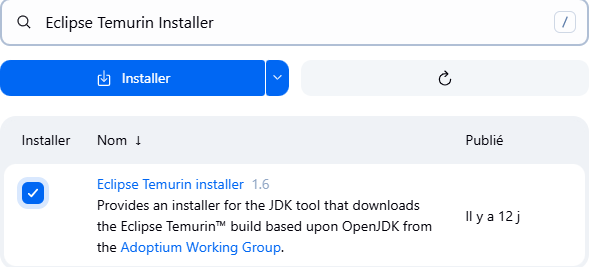 Eclipse Temurin Installer /
Installer
Installer Nom ↓ Publié
Eclipse Temurin installer 1.6
Provides an installer for the JDK tool that downloads
the Eclipse Temurin™ build based upon OpenJDK from
the Adoptium Working Group.
Il y a 12 j